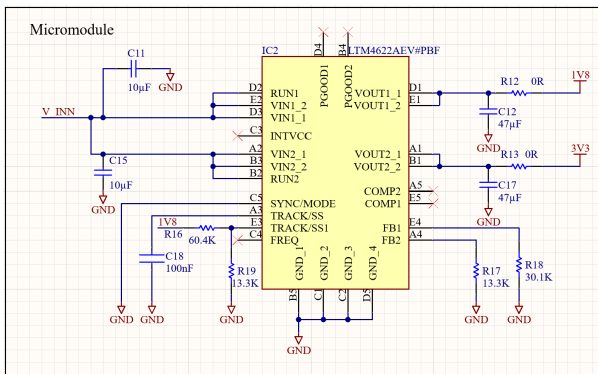 Micromodule
IC2
LTM4622AEV#PBF
D4
B4
PGOOD1
PGOOD2
C11
10µF
GND
V_INN
D2
E2
D3
RUN1
VIN1_2
VIN1_1
C3
INTVCC
A2
B3
B2
VIN2_1
VIN2_2
RUN2
C15
10µF
GND
C5
A3
E3
C4
SYNC/MODE
TRACK/SS
TRACK/SS1
FREQ
1V8
R16
60.4K
C18
100nF
R19
13.3K
GND
GND
GND
D1
E1
VOUT1_1
VOUT1_2
R12 0R
1V8
C12
47µF
GND
A1
B1
VOUT2_1
VOUT2_2
R13 0R
3V3
C17
47µF
GND
A5
E5
COMP2
COMP1
E4
A4
FB1
FB2
R17
13.3K
R18
30.1K
GND
GND
GND_1
GND_2
GND_3
GND_4
B5
C1
C2
D5
GND